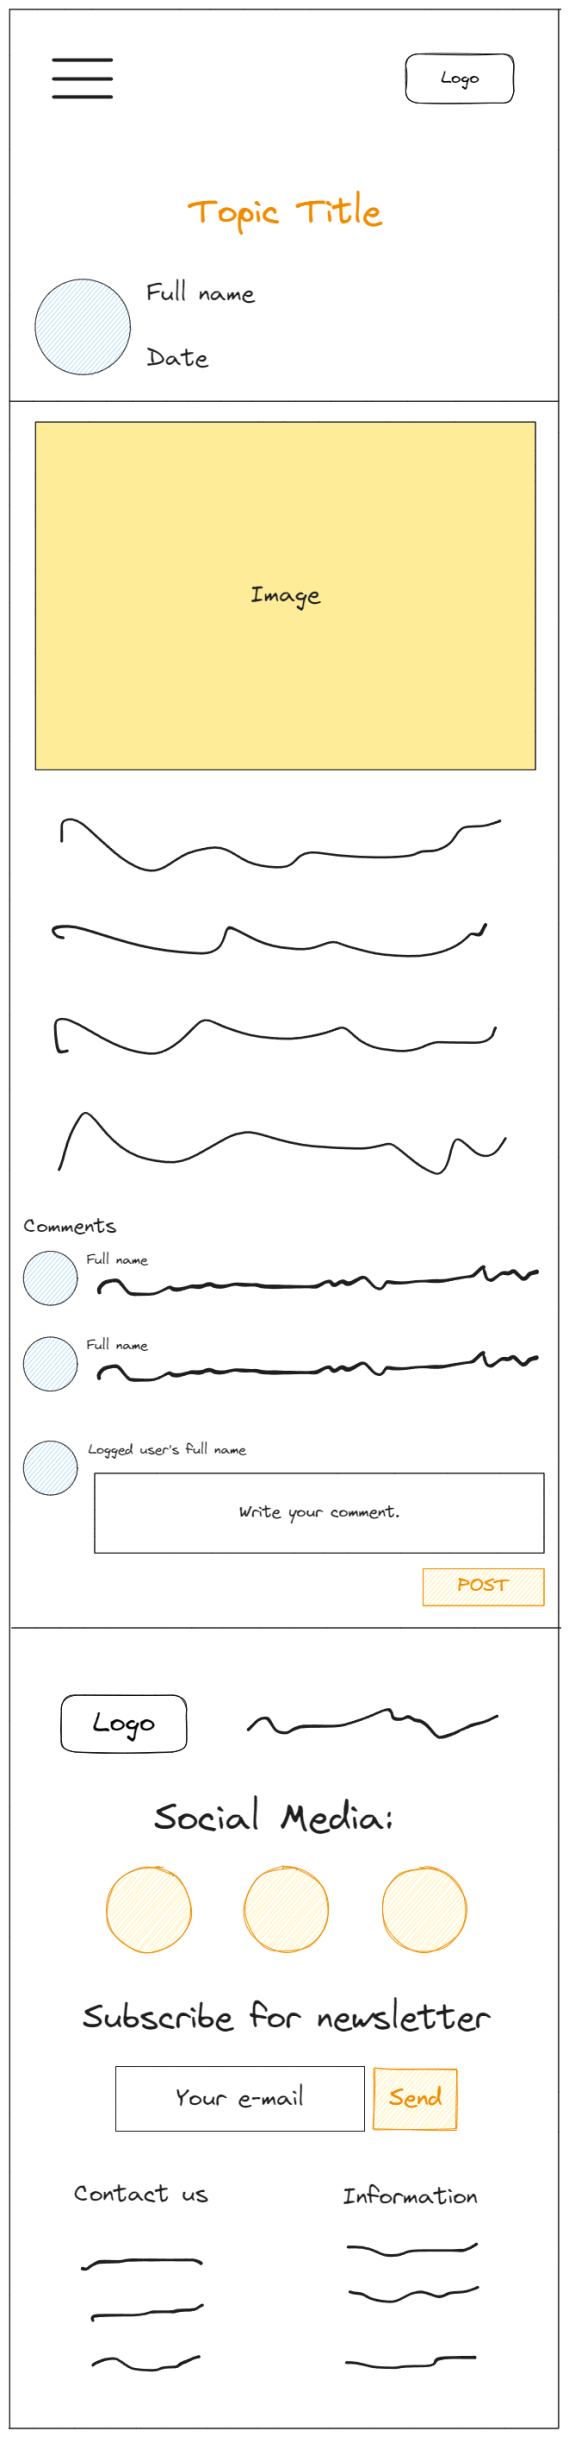 Logo
Topic Title
Full name
Date
Image
Comments
Full name
Full name
Logged user's full name
Write your comment.
POST
Logo
Social Media:
Subscribe for newsletter
Your e-mail
Send
Contact us
Information